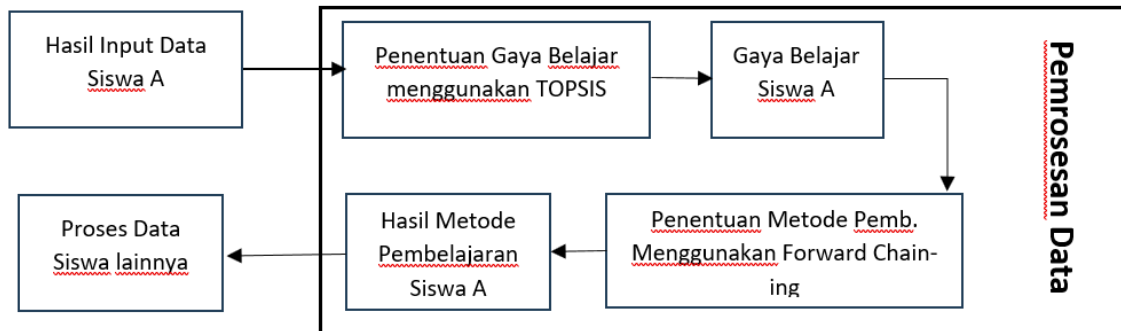 Hasil Input Data
Siswa A
Penentuan Gaya Belajar
menggunakan TOPSIS
Gaya Belajar
Siswa A
Pemrosesan Data
Penentuan Metode Pemb.
Menggunakan Forward Chain-
ing
Hasil Metode
Pembelajaran
Siswa A
Proses Data
Siswa lainnya